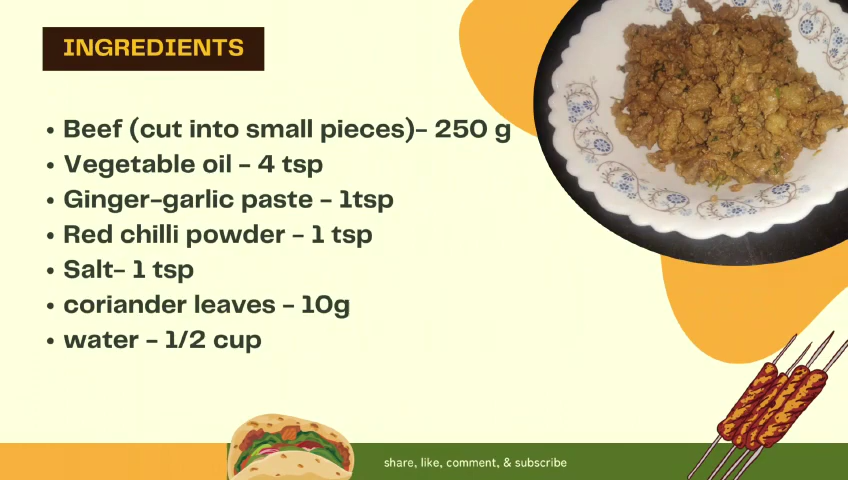 INGREDIENTS
• Beef (cut into small pieces)- 250 g
• Vegetable oil - 4 tsp
• Ginger-garlic paste - 1tsp
• Red chilli powder - 1 tsp
• Salt- 1 tsp
• coriander leaves - 10g
• water - 1/2 cup
share, like, comment, & subscribe